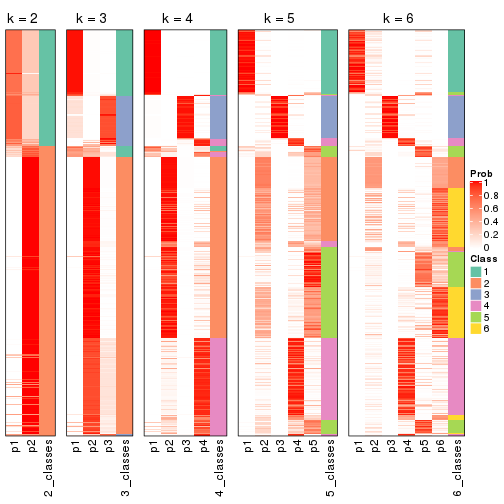 k = 2
k = 3
k = 4
k = 5
k = 6
p1
p2
2_classes
p1
p2
p3
3_classes
p1
p2
p3
p4
4_classes
p1
p2
p3
p4
p5
5_classes
p1
p2
p3
p4
p5
p6
6_classes
Prob
1
0.8
0.6
0.4
0.2
0
Class
1
2
3
4
5
6